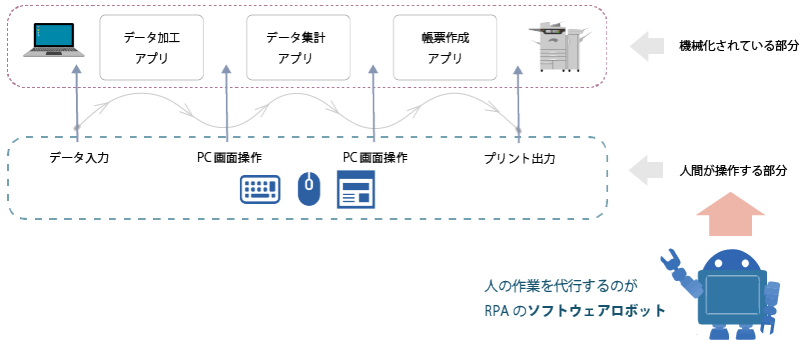 データ加工
アプリ
データ集計
アプリ
帳票作成
アプリ
機械化されている部分
データ入力
PC画面操作
PC画面操作
プリント出力
人間が操作する部分
人の作業を代行するのが
RPAのソフトウェアロボット